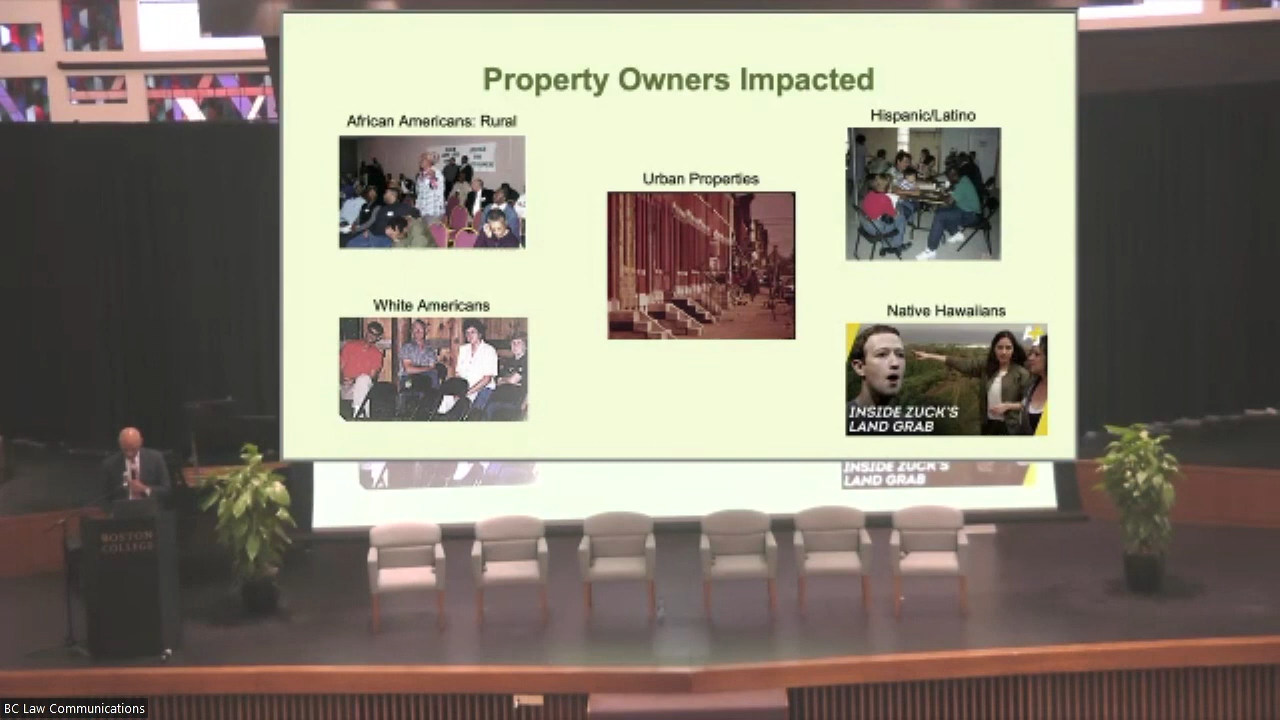 Property Owners Impacted
African Americans: Rural
Hispanic/Latino
Urban Properties
White Americans
Native Hawaiians
INSIDE ZUCK'S
LAND GRAB
INSIDE ZUCK'S
LAND GRAB
BOSTON
COLLEGE
BC Law Communications